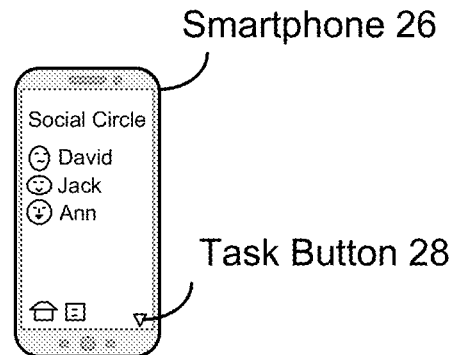 Smartphone 26
Social Circle
David
Jack
Ann
Task Button 28